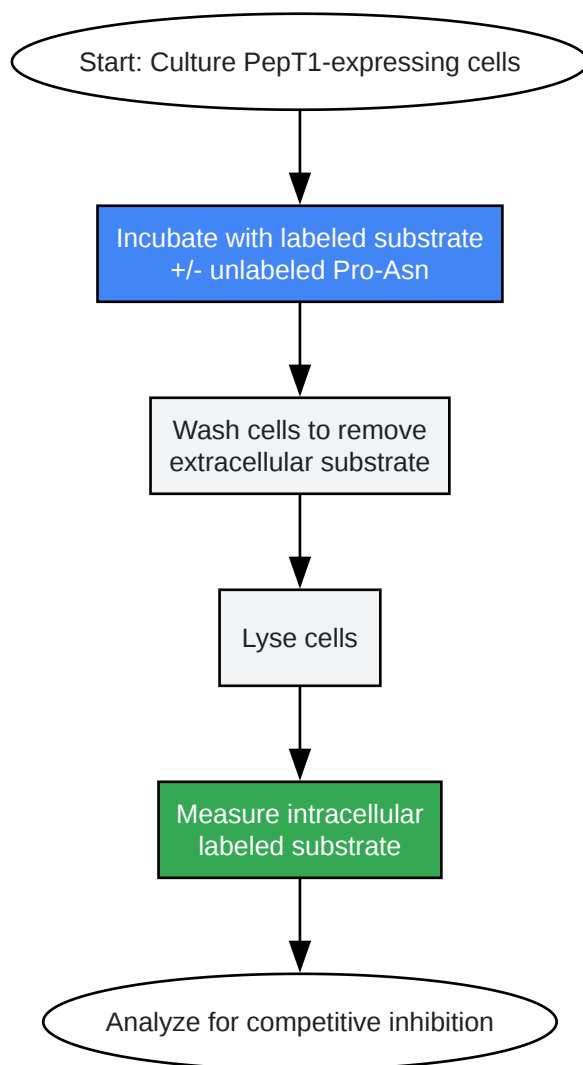 Start: Culture PepT1-expressing cells
Incubate with labeled substrate
+/- unlabeled Pro-Asn
Wash cells to remove
extracellular substrate
Lyse cells
Measure intracellular
labeled substrate
Analyze for competitive inhibition